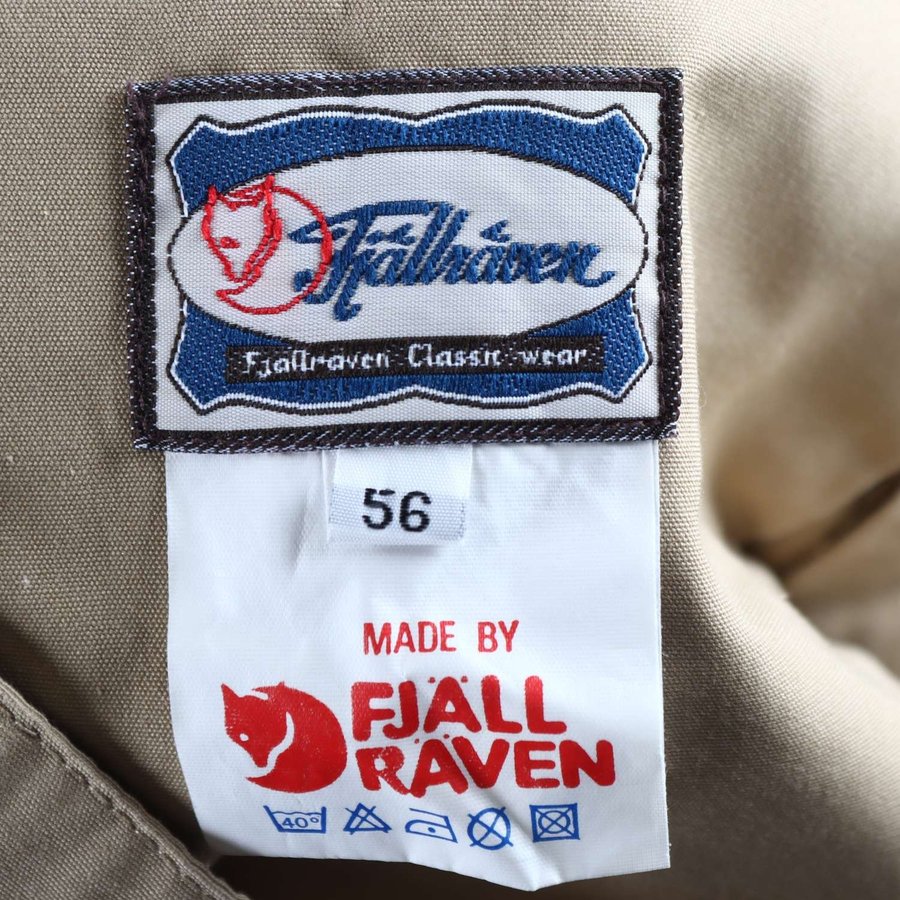 Fjällräven
Fjällräven Classic wear
56
MADE BY
FJÄLL
RÄVEN
40°